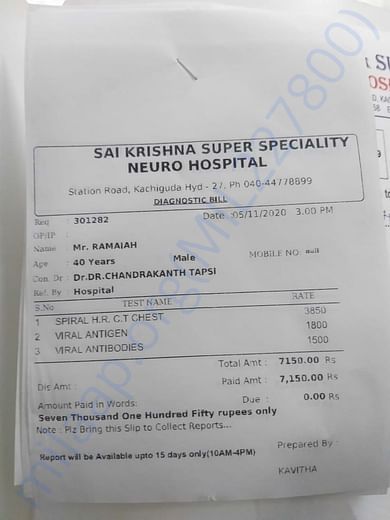 SAI KRISHNA SUPER SPECIALITY
NEURO HOSPITAL
Station Road, Kachiguda Hyd - 27, Ph 040-44778899
DIAGNOSTIC BILL
Req : 301282 Date :05/11/2020 3.00 PM
OP/IP :
Name : Mr. RAMAIAH
Age : 40 Years Male MOBILE NO: null
Con. Dr : Dr.DR.CHANDRAKANTH TAPSI
Ref. By : Hospital
S.No TEST NAME RATE
1 SPIRAL H.R. C.T CHEST 3850
2 VIRAL ANTIGEN 1800
3 VIRAL ANTIBODIES 1500
Total Amt : 7150.00 Rs
Dis Amt : Paid Amt : 7,150.00 Rs
Amount Paid in Words: Due : 0.00 Rs
Seven Thousand One Hundred Fifty rupees only
Note : Plz Bring this Slip to Collect Reports...
Report will be Available upto 15 days only(10AM-4PM) Prepared By :
KAVITHA